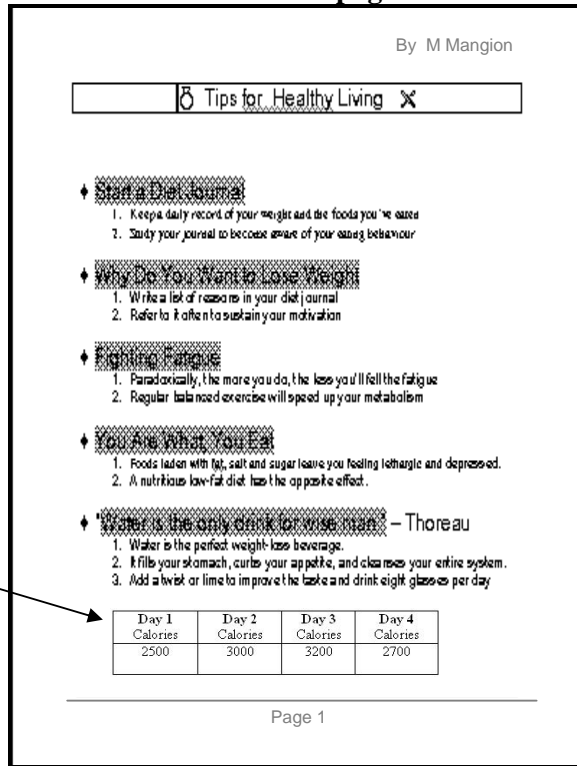 By M Mangion
Tips for Healthy Living
Start a Diet Journal
1. Keep a daily record of your weight and the foods you've eated
2. Study your journal to become aware of your eating behaviour
Why Do You Want to Lose Weight
1. Write a list of reasons in your diet journal
2. Refer to it often to sustain your motivation
Fighting Fatgue
1. Paradoxically, the more you do, the less you'll fell the fatigue
2. Regular balanced exercise will speed up your metabolism
You Are What You Eat
1. Foods laden with fat, salt and sugar leave you feeling lethargic and depressed.
2. A nutritious low-fat diet has the opposite effect.
"Water is the only drink for wise man" – Thoreau
1. Water is the perfect weight-loss beverage.
2. It fills your stomach, curbs your appetite, and cleanses your entire system.
3. Add a twist or lime to improve the taste and drink eight glasses per day
Day 1 Day 2 Day 3 Day 4
Calories Calories Calories Calories
2500 3000 3200 2700
Page 1